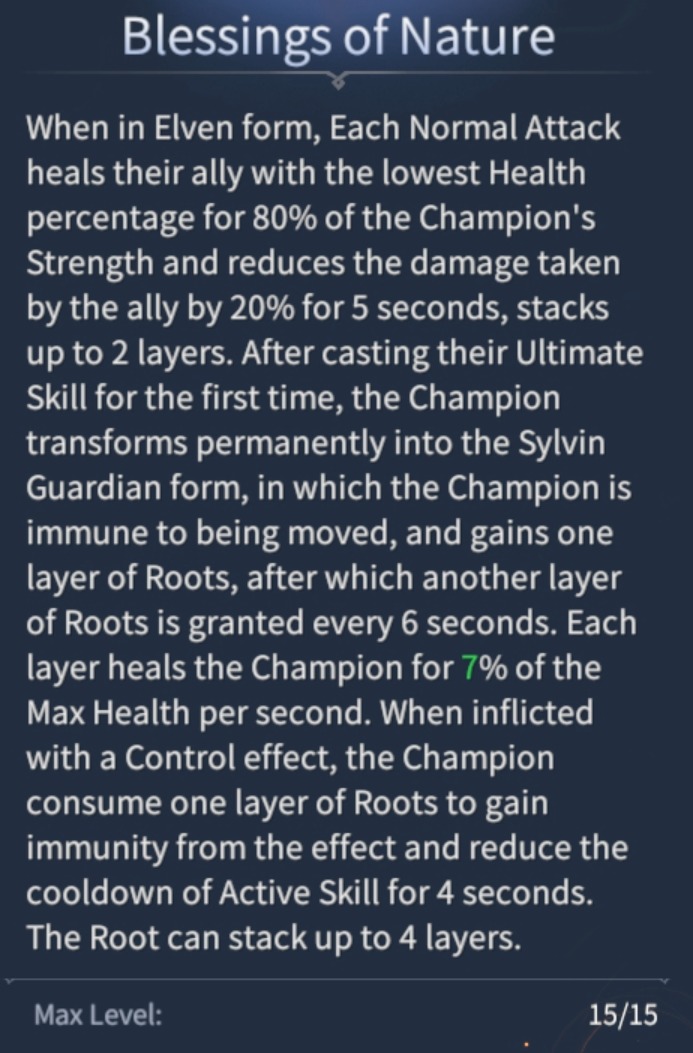 Blessings of Nature
When in Elven form, Each Normal Attack
heals their ally with the lowest Health
percentage for 80% of the Champion's
Strength and reduces the damage taken
by the ally by 20% for 5 seconds, stacks
up to 2 layers. After casting their Ultimate
Skill for the first time, the Champion
transforms permanently into the Sylvin
Guardian form, in which the Champion is
immune to being moved, and gains one
layer of Roots, after which another layer
of Roots is granted every 6 seconds. Each
layer heals the Champion for 7% of the
Max Health per second. When inflicted
with a Control effect, the Champion
consume one layer of Roots to gain
immunity from the effect and reduce the
cooldown of Active Skill for 4 seconds.
The Root can stack up to 4 layers.
Max Level: 15/15